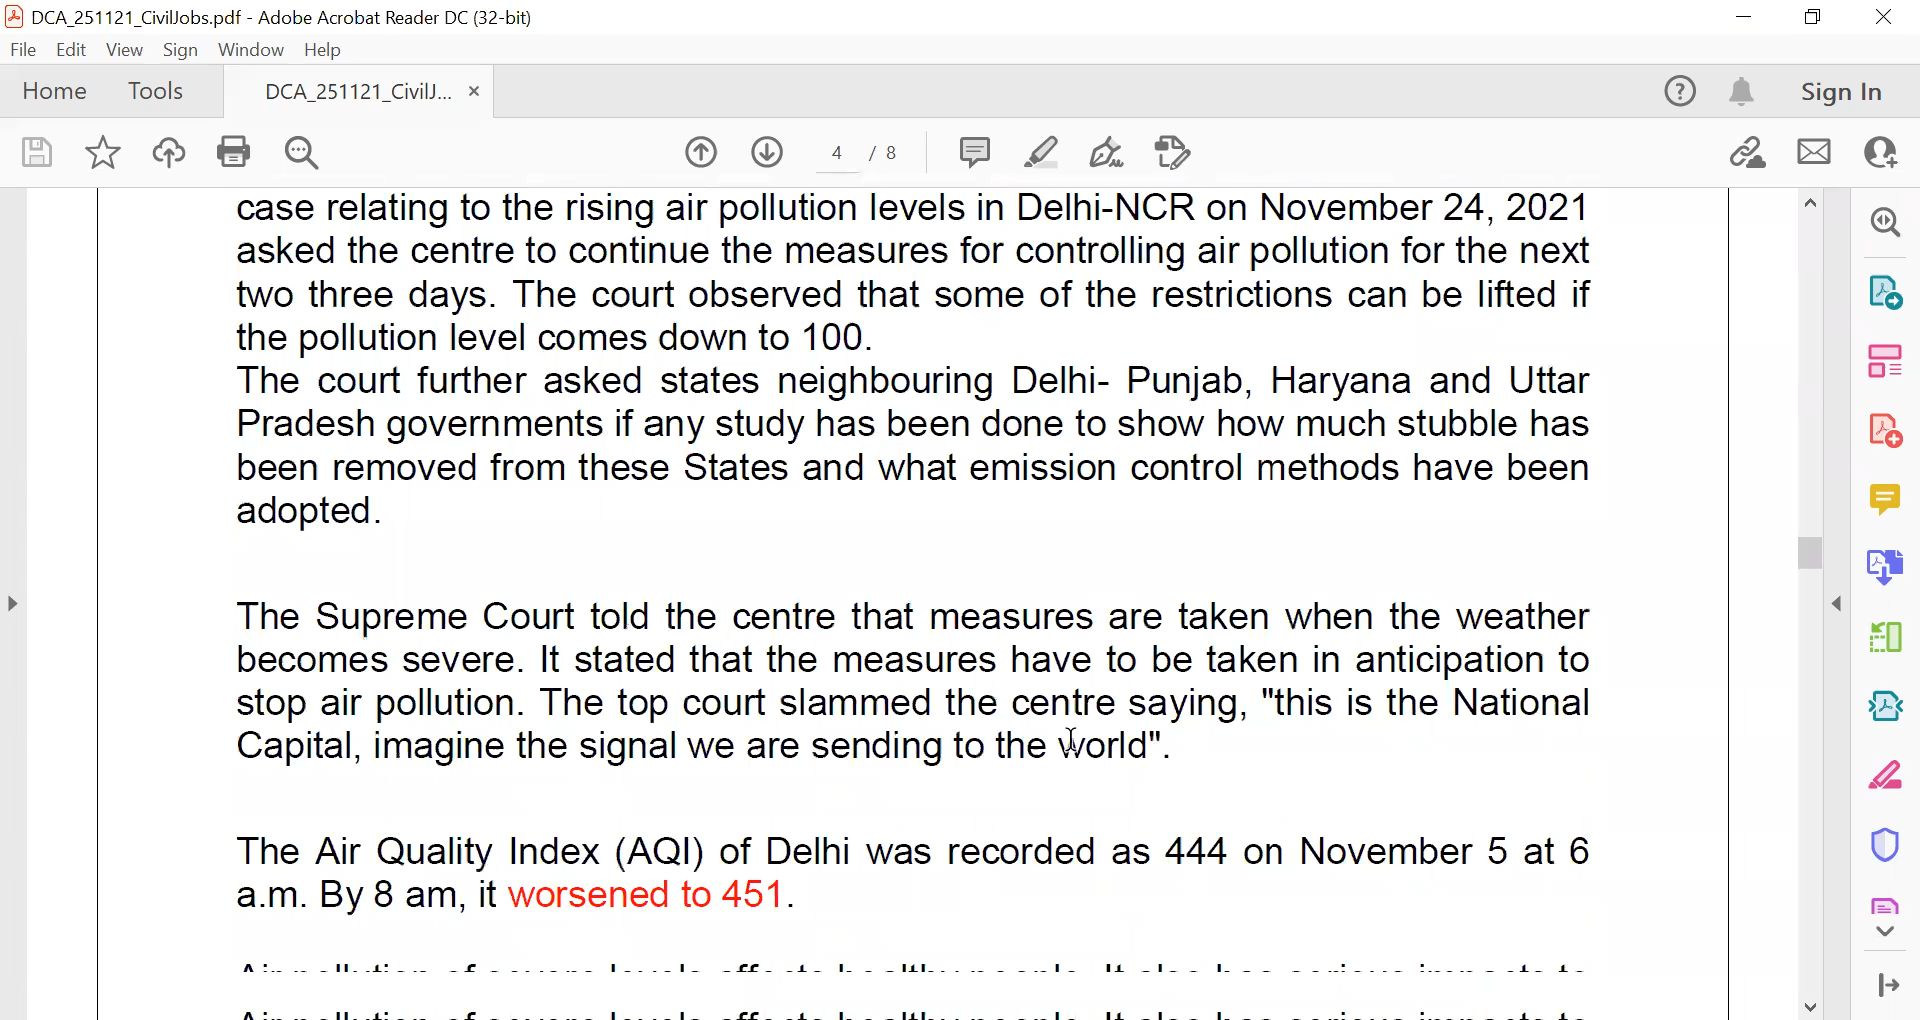 DCA_251121_CivilJobs.pdf - Adobe Acrobat Reader DC (32-bit)
File Edit View Sign Window Help
Home Tools DCA_251121_CivilJ... × Sign In
4 / 8
case relating to the rising air pollution levels in Delhi-NCR on November 24, 2021
asked the centre to continue the measures for controlling air pollution for the next
two three days. The court observed that some of the restrictions can be lifted if
the pollution level comes down to 100.
The court further asked states neighbouring Delhi- Punjab, Haryana and Uttar
Pradesh governments if any study has been done to show how much stubble has
been removed from these States and what emission control methods have been
adopted.
The Supreme Court told the centre that measures are taken when the weather
becomes severe. It stated that the measures have to be taken in anticipation to
stop air pollution. The top court slammed the centre saying, "this is the National
Capital, imagine the signal we are sending to the world".
The Air Quality Index (AQI) of Delhi was recorded as 444 on November 5 at 6
a.m. By 8 am, it worsened to 451.